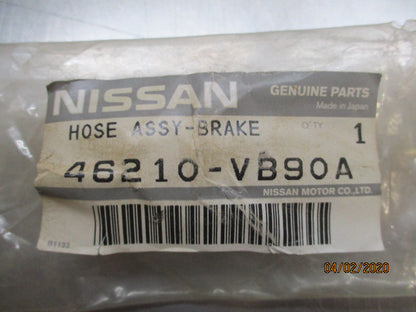 NISSAN
GENUINE PARTS
Made in Japan
HOSE ASSY-BRAKE
Q'TY 1
46210-VB90A
NISSAN MOTOR CO.,LTD.
04/02/2020